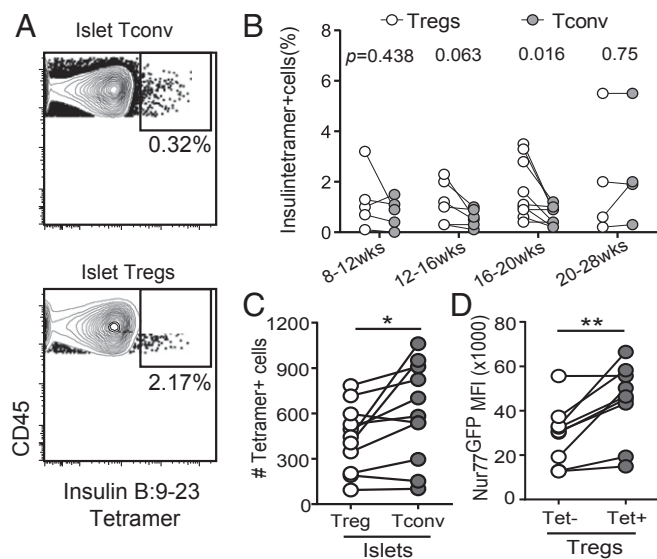 A
Islet Tconv
0.32%
Islet Tregs
2.17%
CD45
Insulin B:9-23
Tetramer
B
Tregs
Tconv
p=0.438
0.063
0.016
0.75
Insulintetramer+cells(%)
8
6
4
2
0
8-12wks
12-16wks
16-20wks
20-28wks
C
*
# Tetramer+ cells
1200
900
600
300
0
Treg
Tconv
Islets
D
**
Nur77GFP MFI (x1000)
80
60
40
20
0
Tet-
Tet+
Tregs